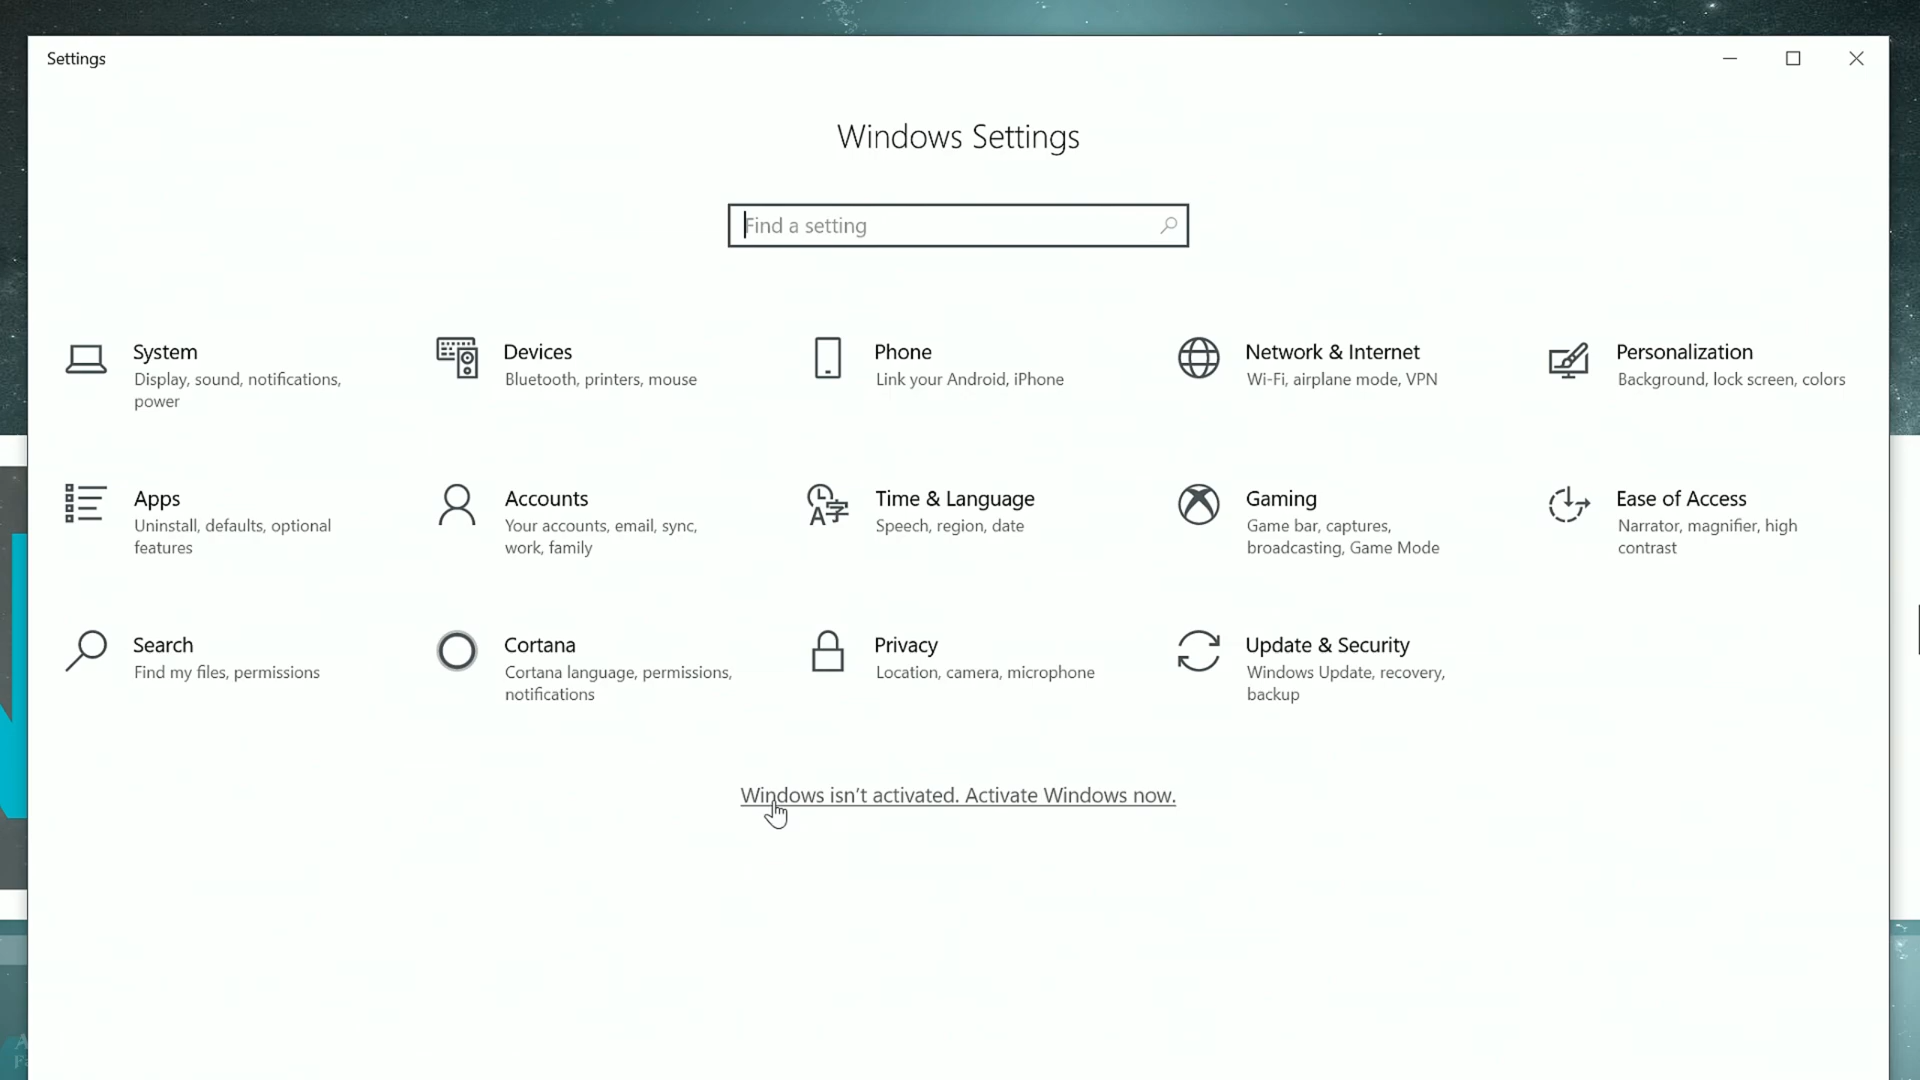 Settings
Windows Settings
Find a setting
System
Display, sound, notifications,
power
Devices
Bluetooth, printers, mouse
Phone
Link your Android, iPhone
Network & Internet
Wi-Fi, airplane mode, VPN
Personalization
Background, lock screen, colors
Apps
Uninstall, defaults, optional
features
Accounts
Your accounts, email, sync,
work, family
Time & Language
Speech, region, date
Gaming
Game bar, captures,
broadcasting, Game Mode
Ease of Access
Narrator, magnifier, high
contrast
Search
Find my files, permissions
Cortana
Cortana language, permissions,
notifications
Privacy
Location, camera, microphone
Update & Security
Windows Update, recovery,
backup
Windows isn't activated. Activate Windows now.